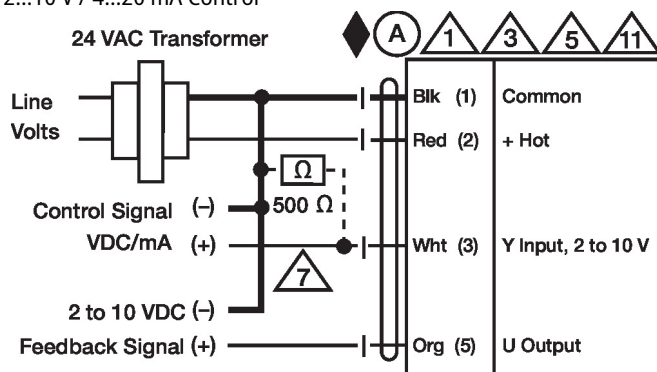 2...10 V / 4...20 mA Control
24 VAC Transformer
A 1 3 5 11
Line
Volts
Blk (1) Common
Red (2) + Hot
Ω
500 Ω
Control Signal (-)
VDC/mA (+)
Wht (3) Y Input, 2 to 10 V
7
2 to 10 VDC (-)
Feedback Signal (+)
Org (5) U Output